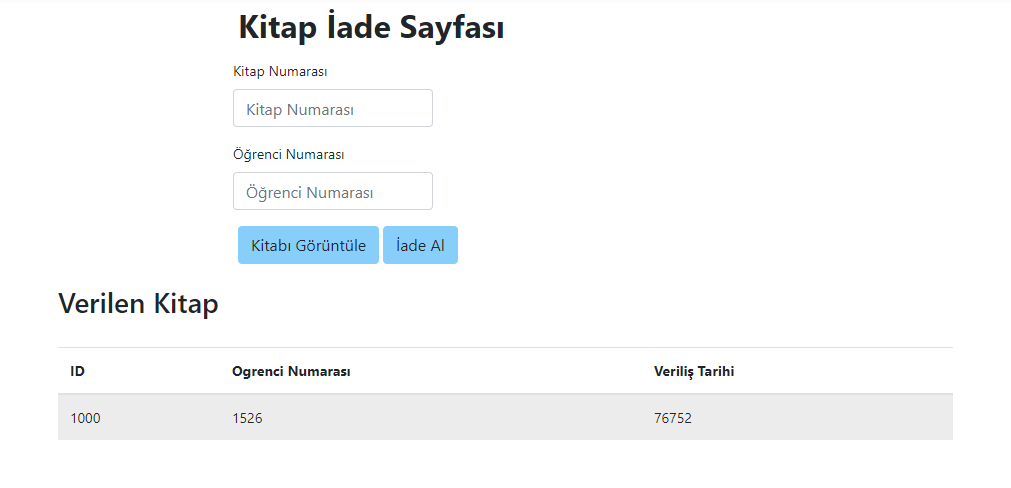 Kitap İade Sayfası
Kitap Numarası
Kitap Numarası
Öğrenci Numarası
Öğrenci Numarası
Kitabı Görüntüle İade Al
Verilen Kitap
ID Ogrenci Numarası Veriliş Tarihi
1000 1526 76752